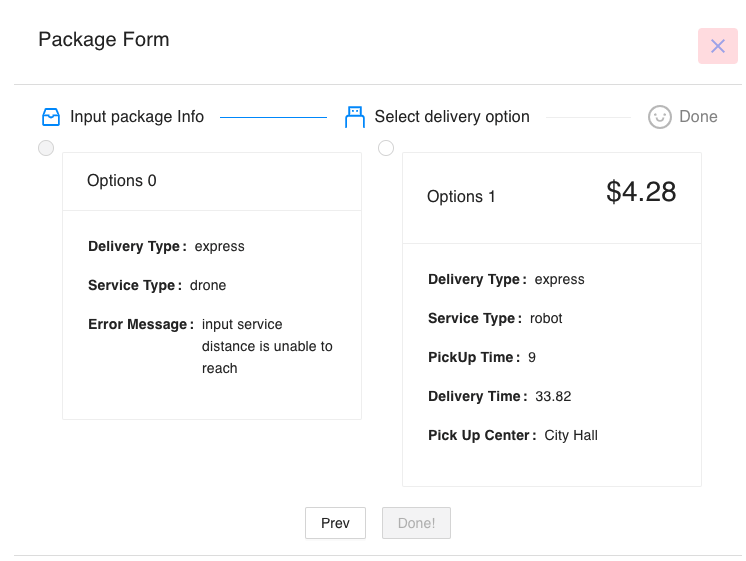 Package Form
Input package Info
Select delivery option
Done
Options 0
Delivery Type: express
Service Type: drone
Error Message: input service
distance is unable to
reach
Options 1
$4.28
Delivery Type: express
Service Type: robot
PickUp Time: 9
Delivery Time: 33.82
Pick Up Center: City Hall
Prev
Done!